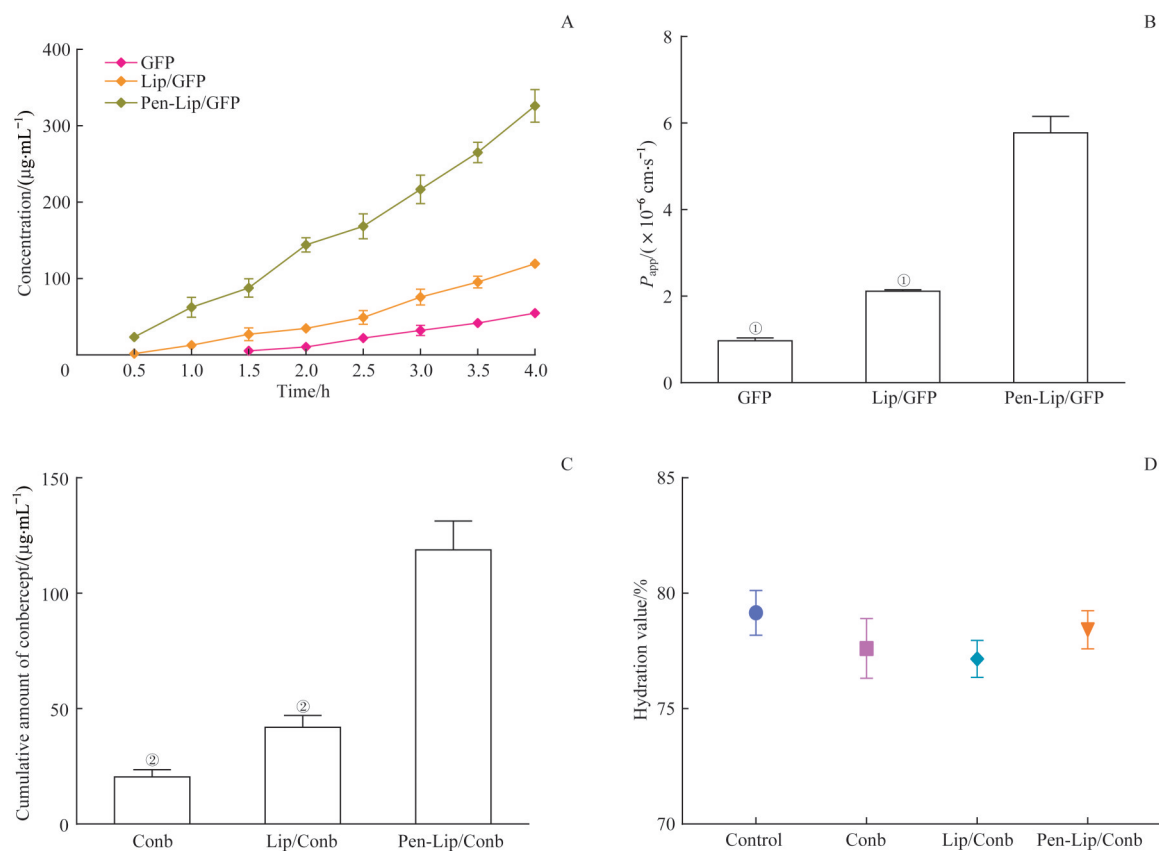 A
Concentration/(μg·mL⁻¹)
400
300
200
100
0
GFP
Lip/GFP
Pen-Lip/GFP
0.5 1.0 1.5 2.0 2.5 3.0 3.5 4.0
Time/h
B
P_app/(×10⁻⁶ cm·s⁻¹)
8
6
4
2
0
①
①
GFP Lip/GFP Pen-Lip/GFP
C
Cumulative amount of conbercept/(μg·mL⁻¹)
150
100
50
0
②
②
Conb Lip/Conb Pen-Lip/Conb
D
Hydration value/%
85
80
75
70
Control Conb Lip/Conb Pen-Lip/Conb